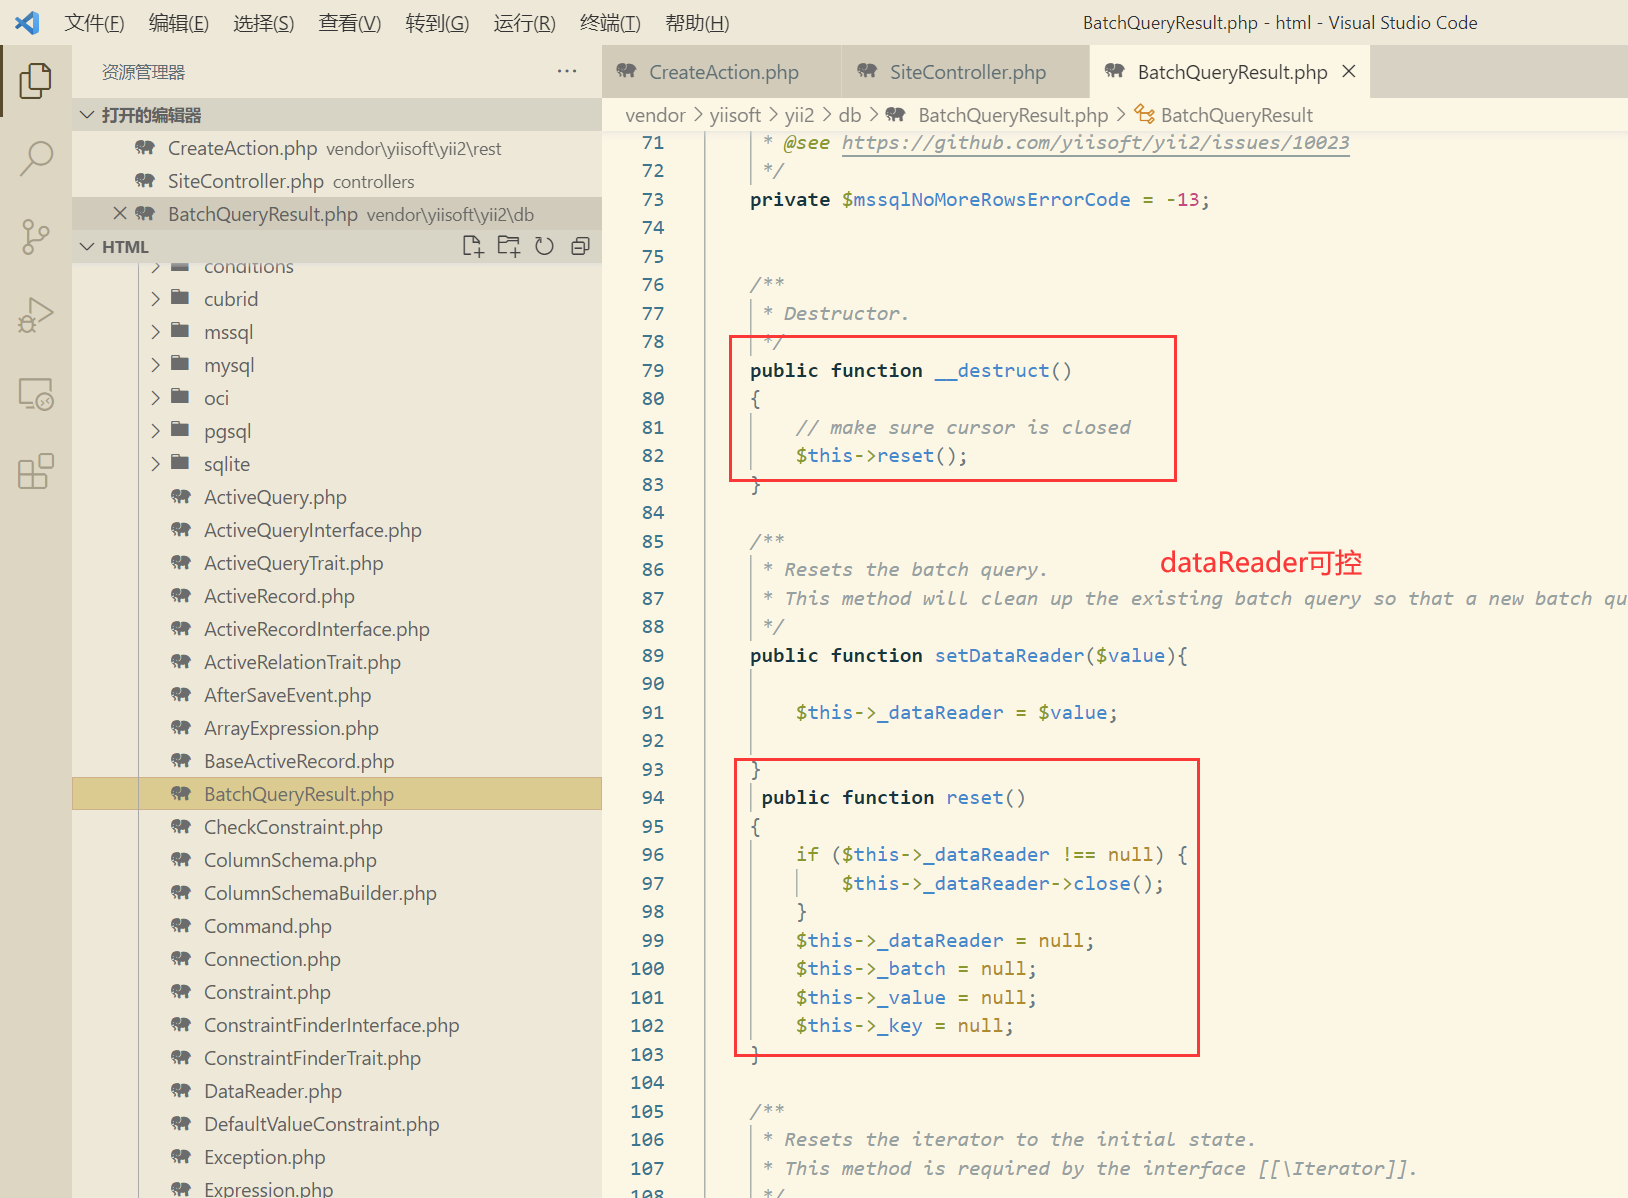 文件(F) 编辑(E) 选择(S) 查看(V) 转到(G) 运行(R) 终端(T) 帮助(H) BatchQueryResult.php - html - Visual Studio Code
资源管理器 ···
打开的编辑器
CreateAction.php vendor\yiisoft\yii2\rest
SiteController.php controllers
BatchQueryResult.php vendor\yiisoft\yii2\db
HTML
conditions
cubrid
mssql
mysql
oci
pgsql
sqlite
ActiveQuery.php
ActiveQueryInterface.php
ActiveQueryTrait.php
ActiveRecord.php
ActiveRecordInterface.php
ActiveRelationTrait.php
AfterSaveEvent.php
ArrayExpression.php
BaseActiveRecord.php
BatchQueryResult.php
CheckConstraint.php
ColumnSchema.php
ColumnSchemaBuilder.php
Command.php
Connection.php
Constraint.php
ConstraintFinderInterface.php
ConstraintFinderTrait.php
DataReader.php
DefaultValueConstraint.php
Exception.php
Expression.php
CreateAction.php SiteController.php BatchQueryResult.php
vendor > yiisoft > yii2 > db > BatchQueryResult.php > BatchQueryResult
71 * @see https://github.com/yiisoft/yii2/issues/10023
72 */
73 private $mssqlNoMoreRowsErrorCode = -13;
74
75
76 /**
77 * Destructor.
78 */
79 public function __destruct()
80 {
81 // make sure cursor is closed
82 $this->reset();
83 }
84
85 /**
dataReader可控
86 * Resets the batch query.
87 * This method will clean up the existing batch query so that a new batch qu
88 */
89 public function setDataReader($value){
90
91 $this->_dataReader = $value;
92
93 }
94 public function reset()
95 {
96 if ($this->_dataReader !== null) {
97 $this->_dataReader->close();
98 }
99 $this->_dataReader = null;
100 $this->_batch = null;
101 $this->_value = null;
102 $this->_key = null;
103 }
104
105 /**
106 * Resets the iterator to the initial state.
107 * This method is required by the interface [[\Iterator]].
108 */